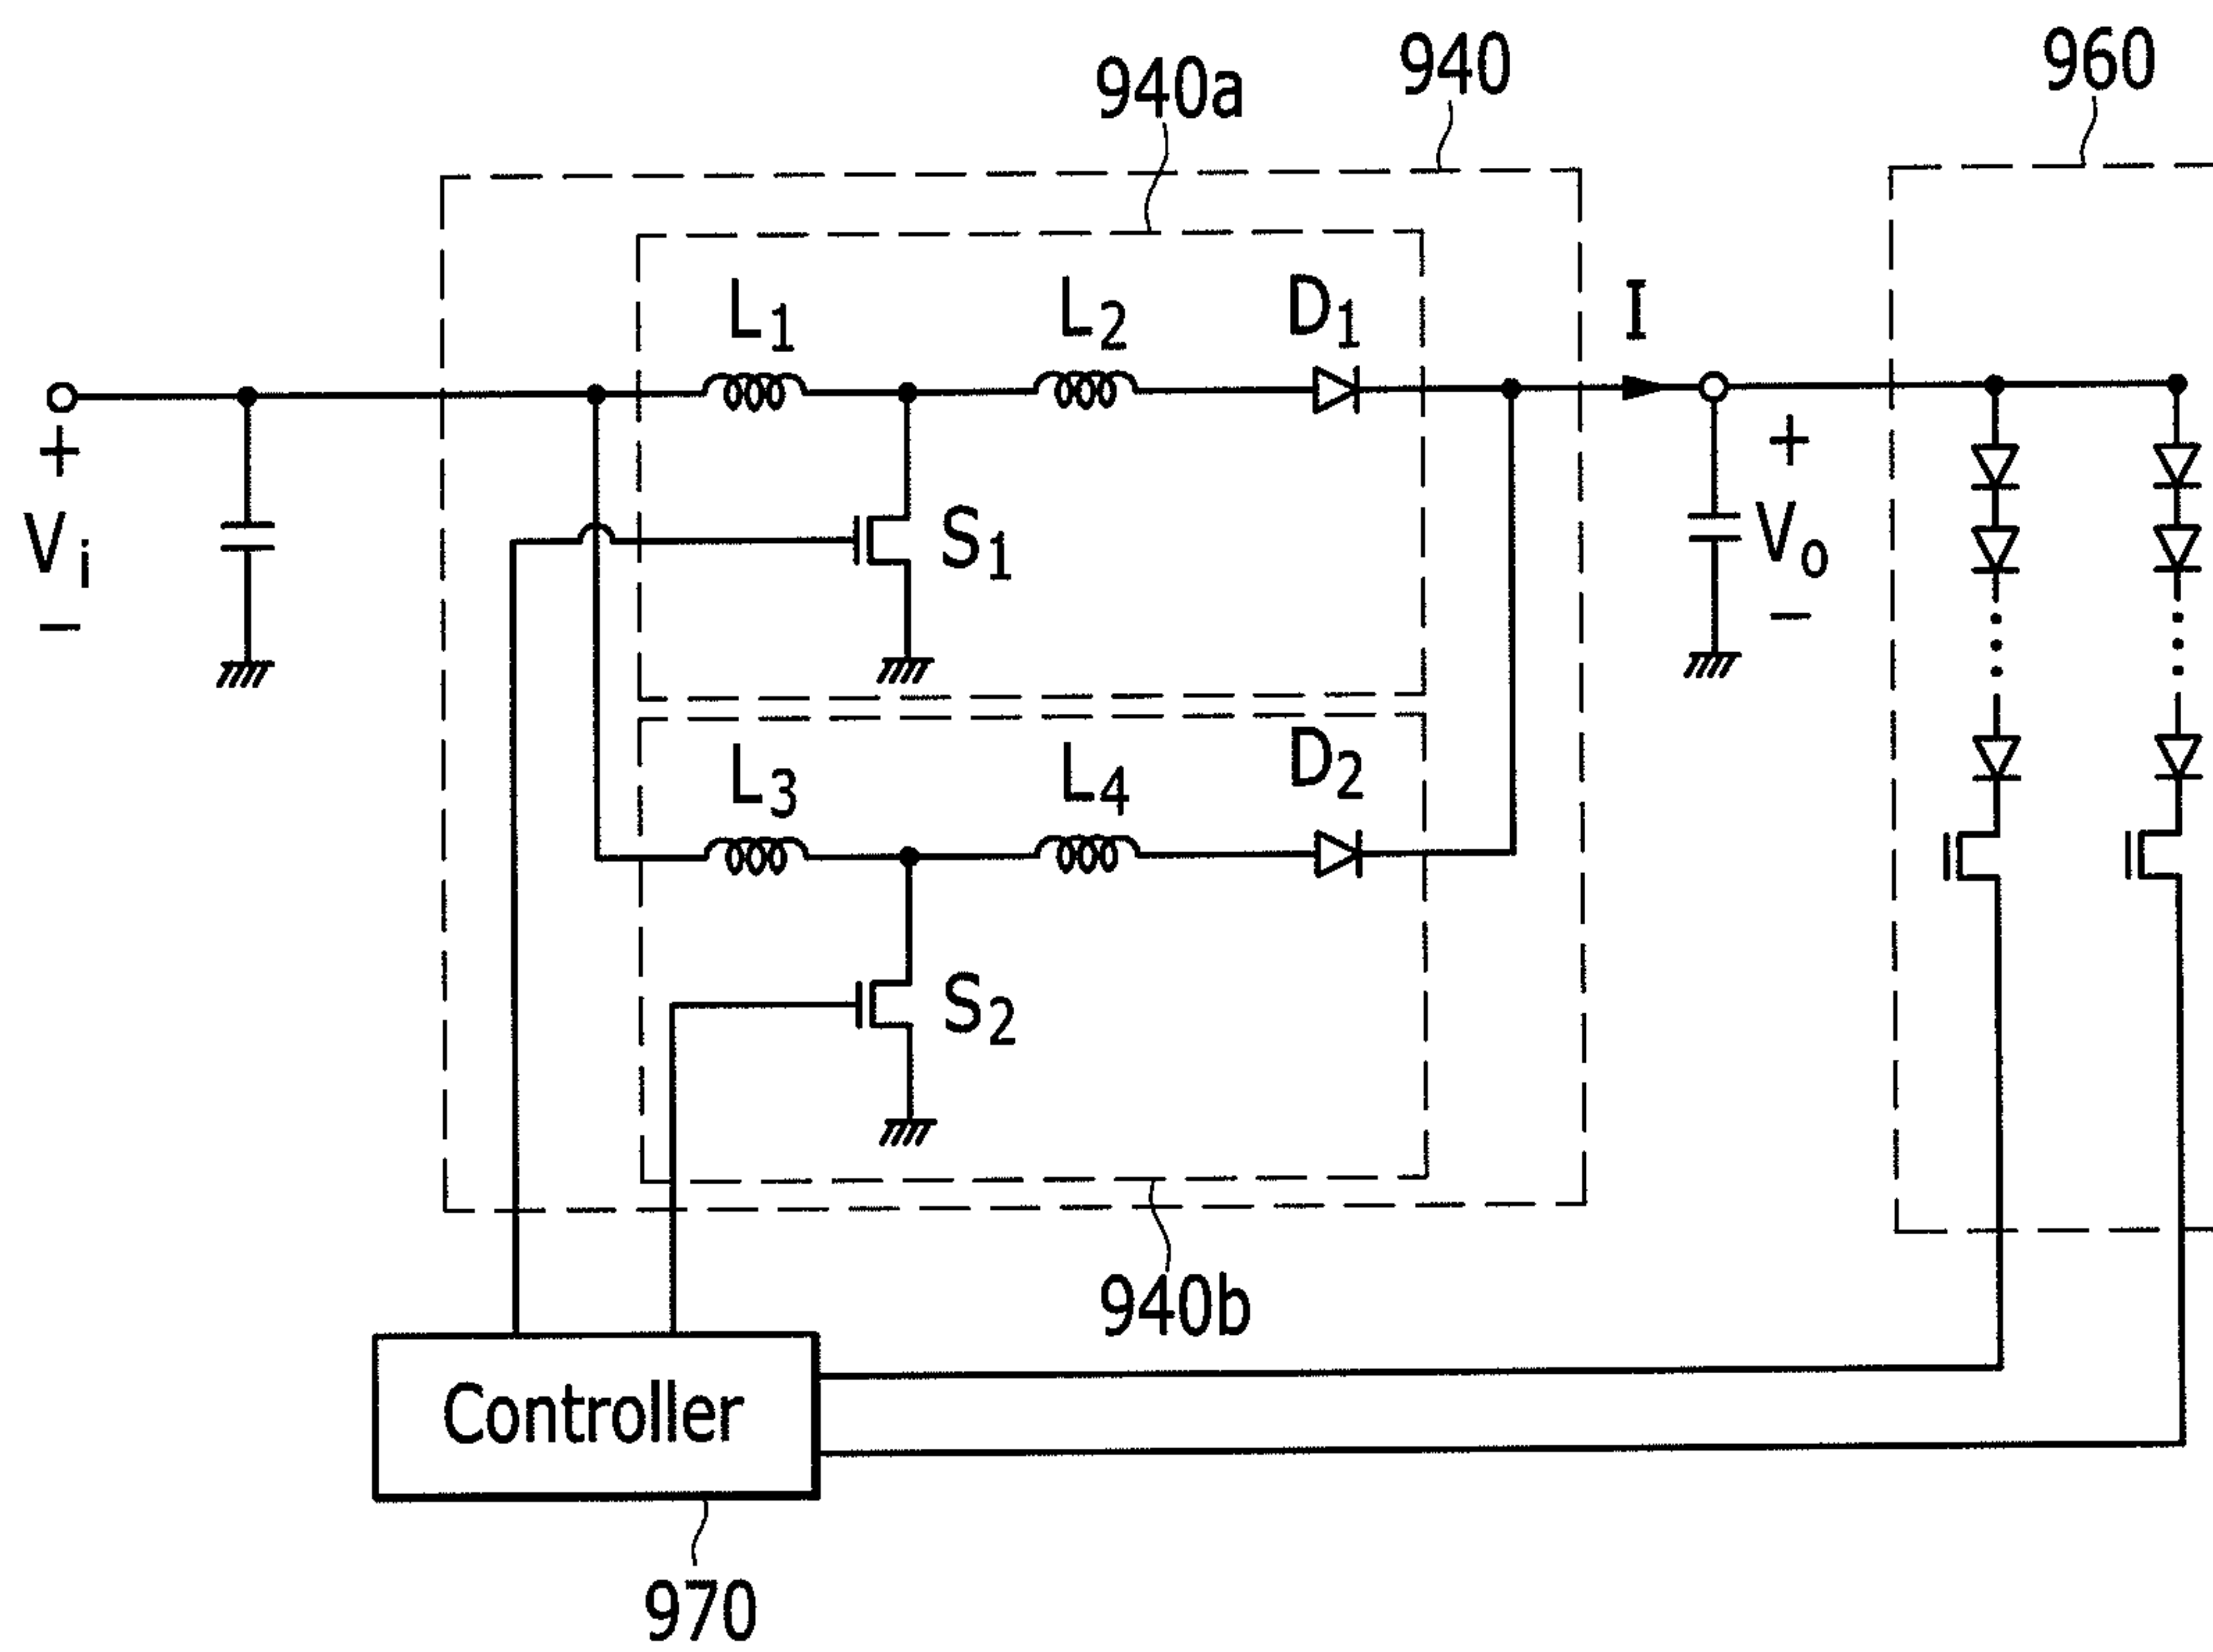 940a
940
960
L1
L2
D1
I
+
Vi
−
S1
+
Vo
−
L3
L4
D2
S2
940b
Controller
970